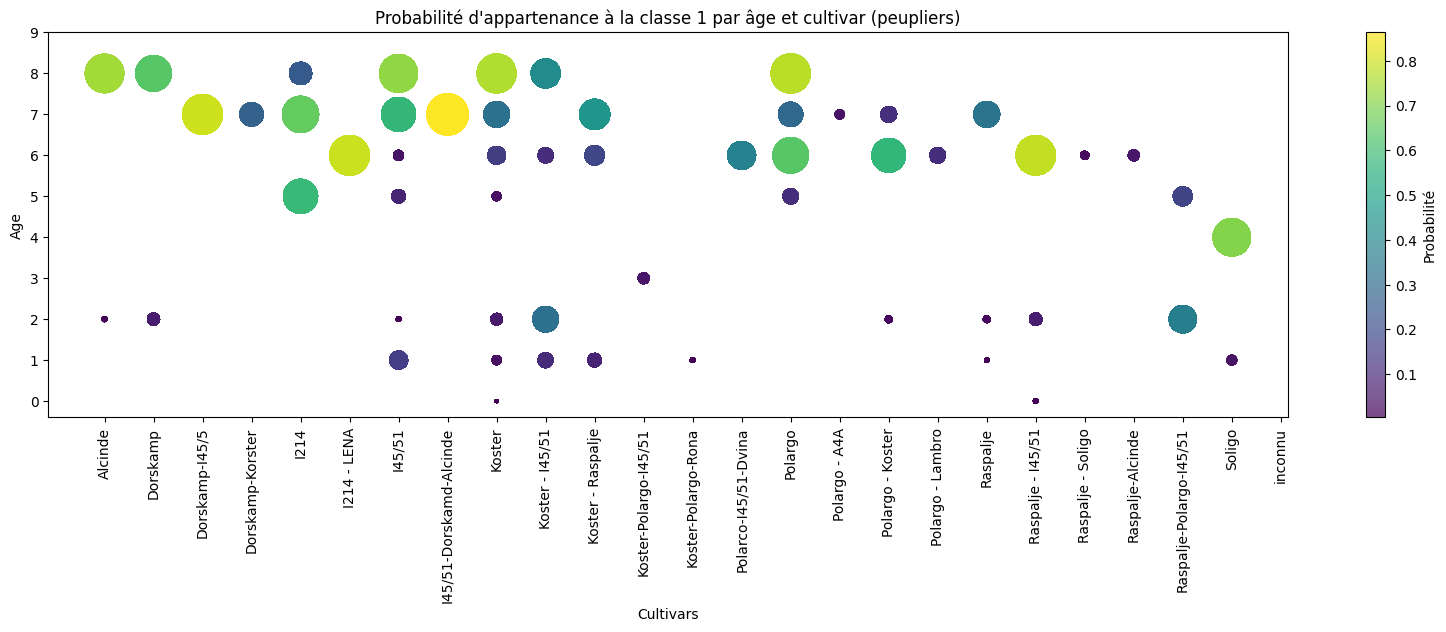 Probabilité d'appartenance à la classe 1 par âge et cultivar (peupliers)
9
8
7
6
5
4
3
2
1
0
Age
Alcinde
Dorskamp
Dorskamp-I45/5
Dorskamp-Korster
I214
I214 - LENA
I45/51
I45/51-Dorskamd-Alcinde
Koster
Koster - I45/51
Koster - Raspalje
Koster-Polargo-I45/51
Koster-Polargo-Rona
Polarco-I45/51-Dvina
Polargo
Polargo - A4A
Polargo - Koster
Polargo - Lambro
Raspalje
Raspalje - I45/51
Raspalje - Soligo
Raspalje-Alcinde
Raspalje-Polargo-I45/51
Soligo
inconnu
Cultivars
0.8
0.7
0.6
0.5
0.4
0.3
0.2
0.1
Probabilité